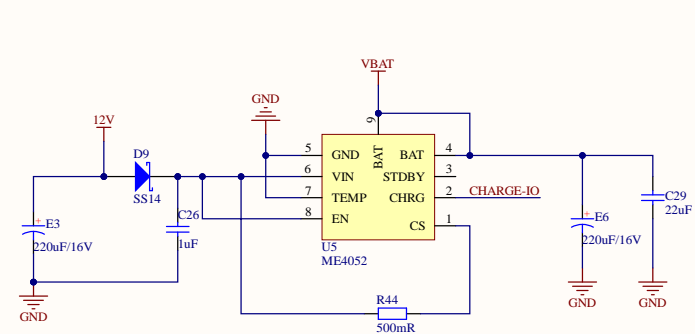 VBAT
GND
12V
D9
SS14
9
BAT
5
GND
BAT
4
6
VIN
STDBY
3
7
TEMP
CHRG
2
CHARGE-IO
8
EN
CS
1
C26
1uF
U5
ME4052
E3
+
220uF/16V
GND
R44
500mR
E6
+
220uF/16V
GND
C29
22uF
GND